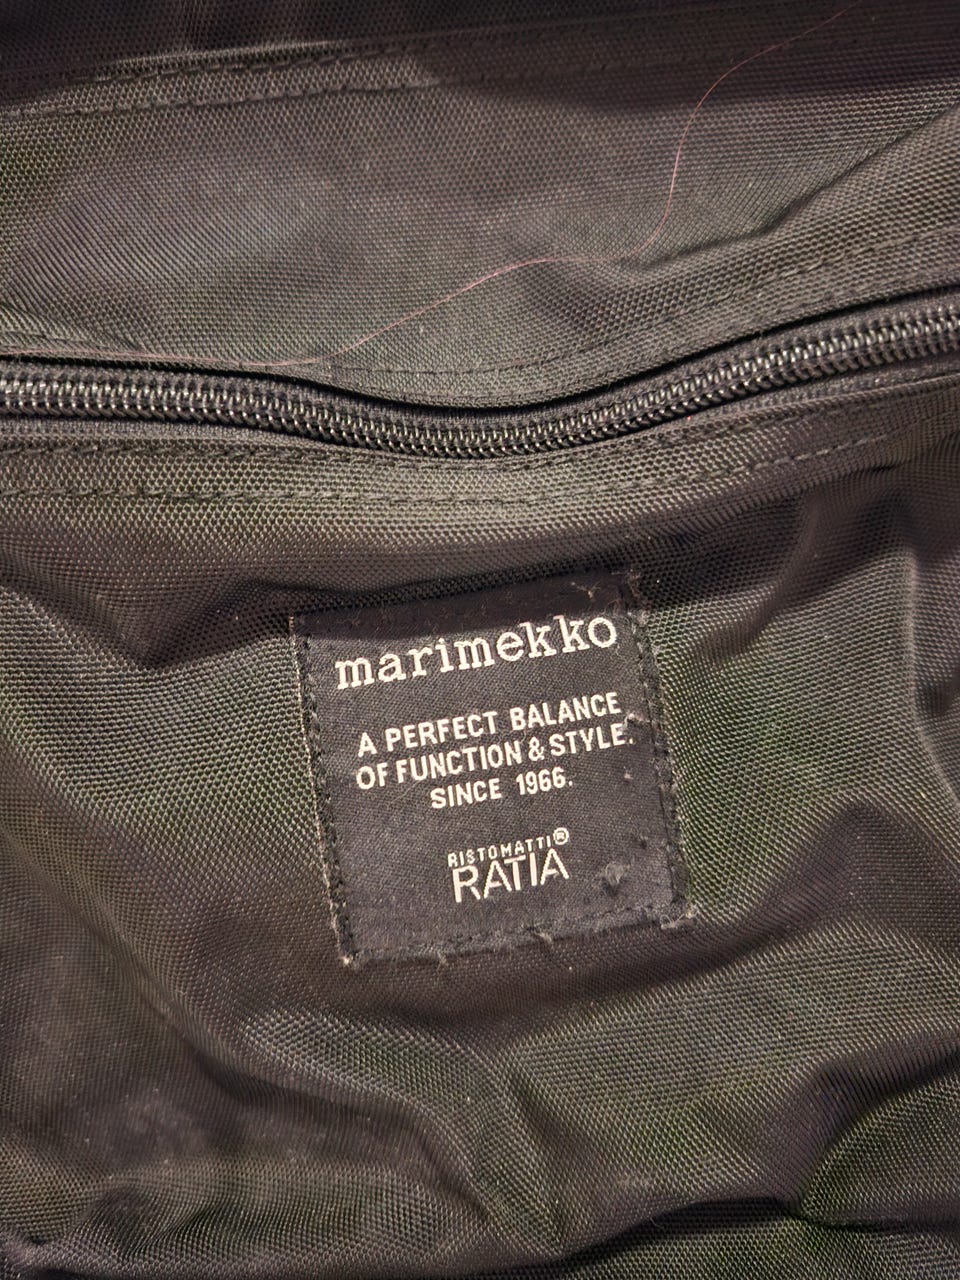 marimekko
A PERFECT BALANCE
OF FUNCTION & STYLE.
SINCE 1966.
RISTOMATTI®
RATIA